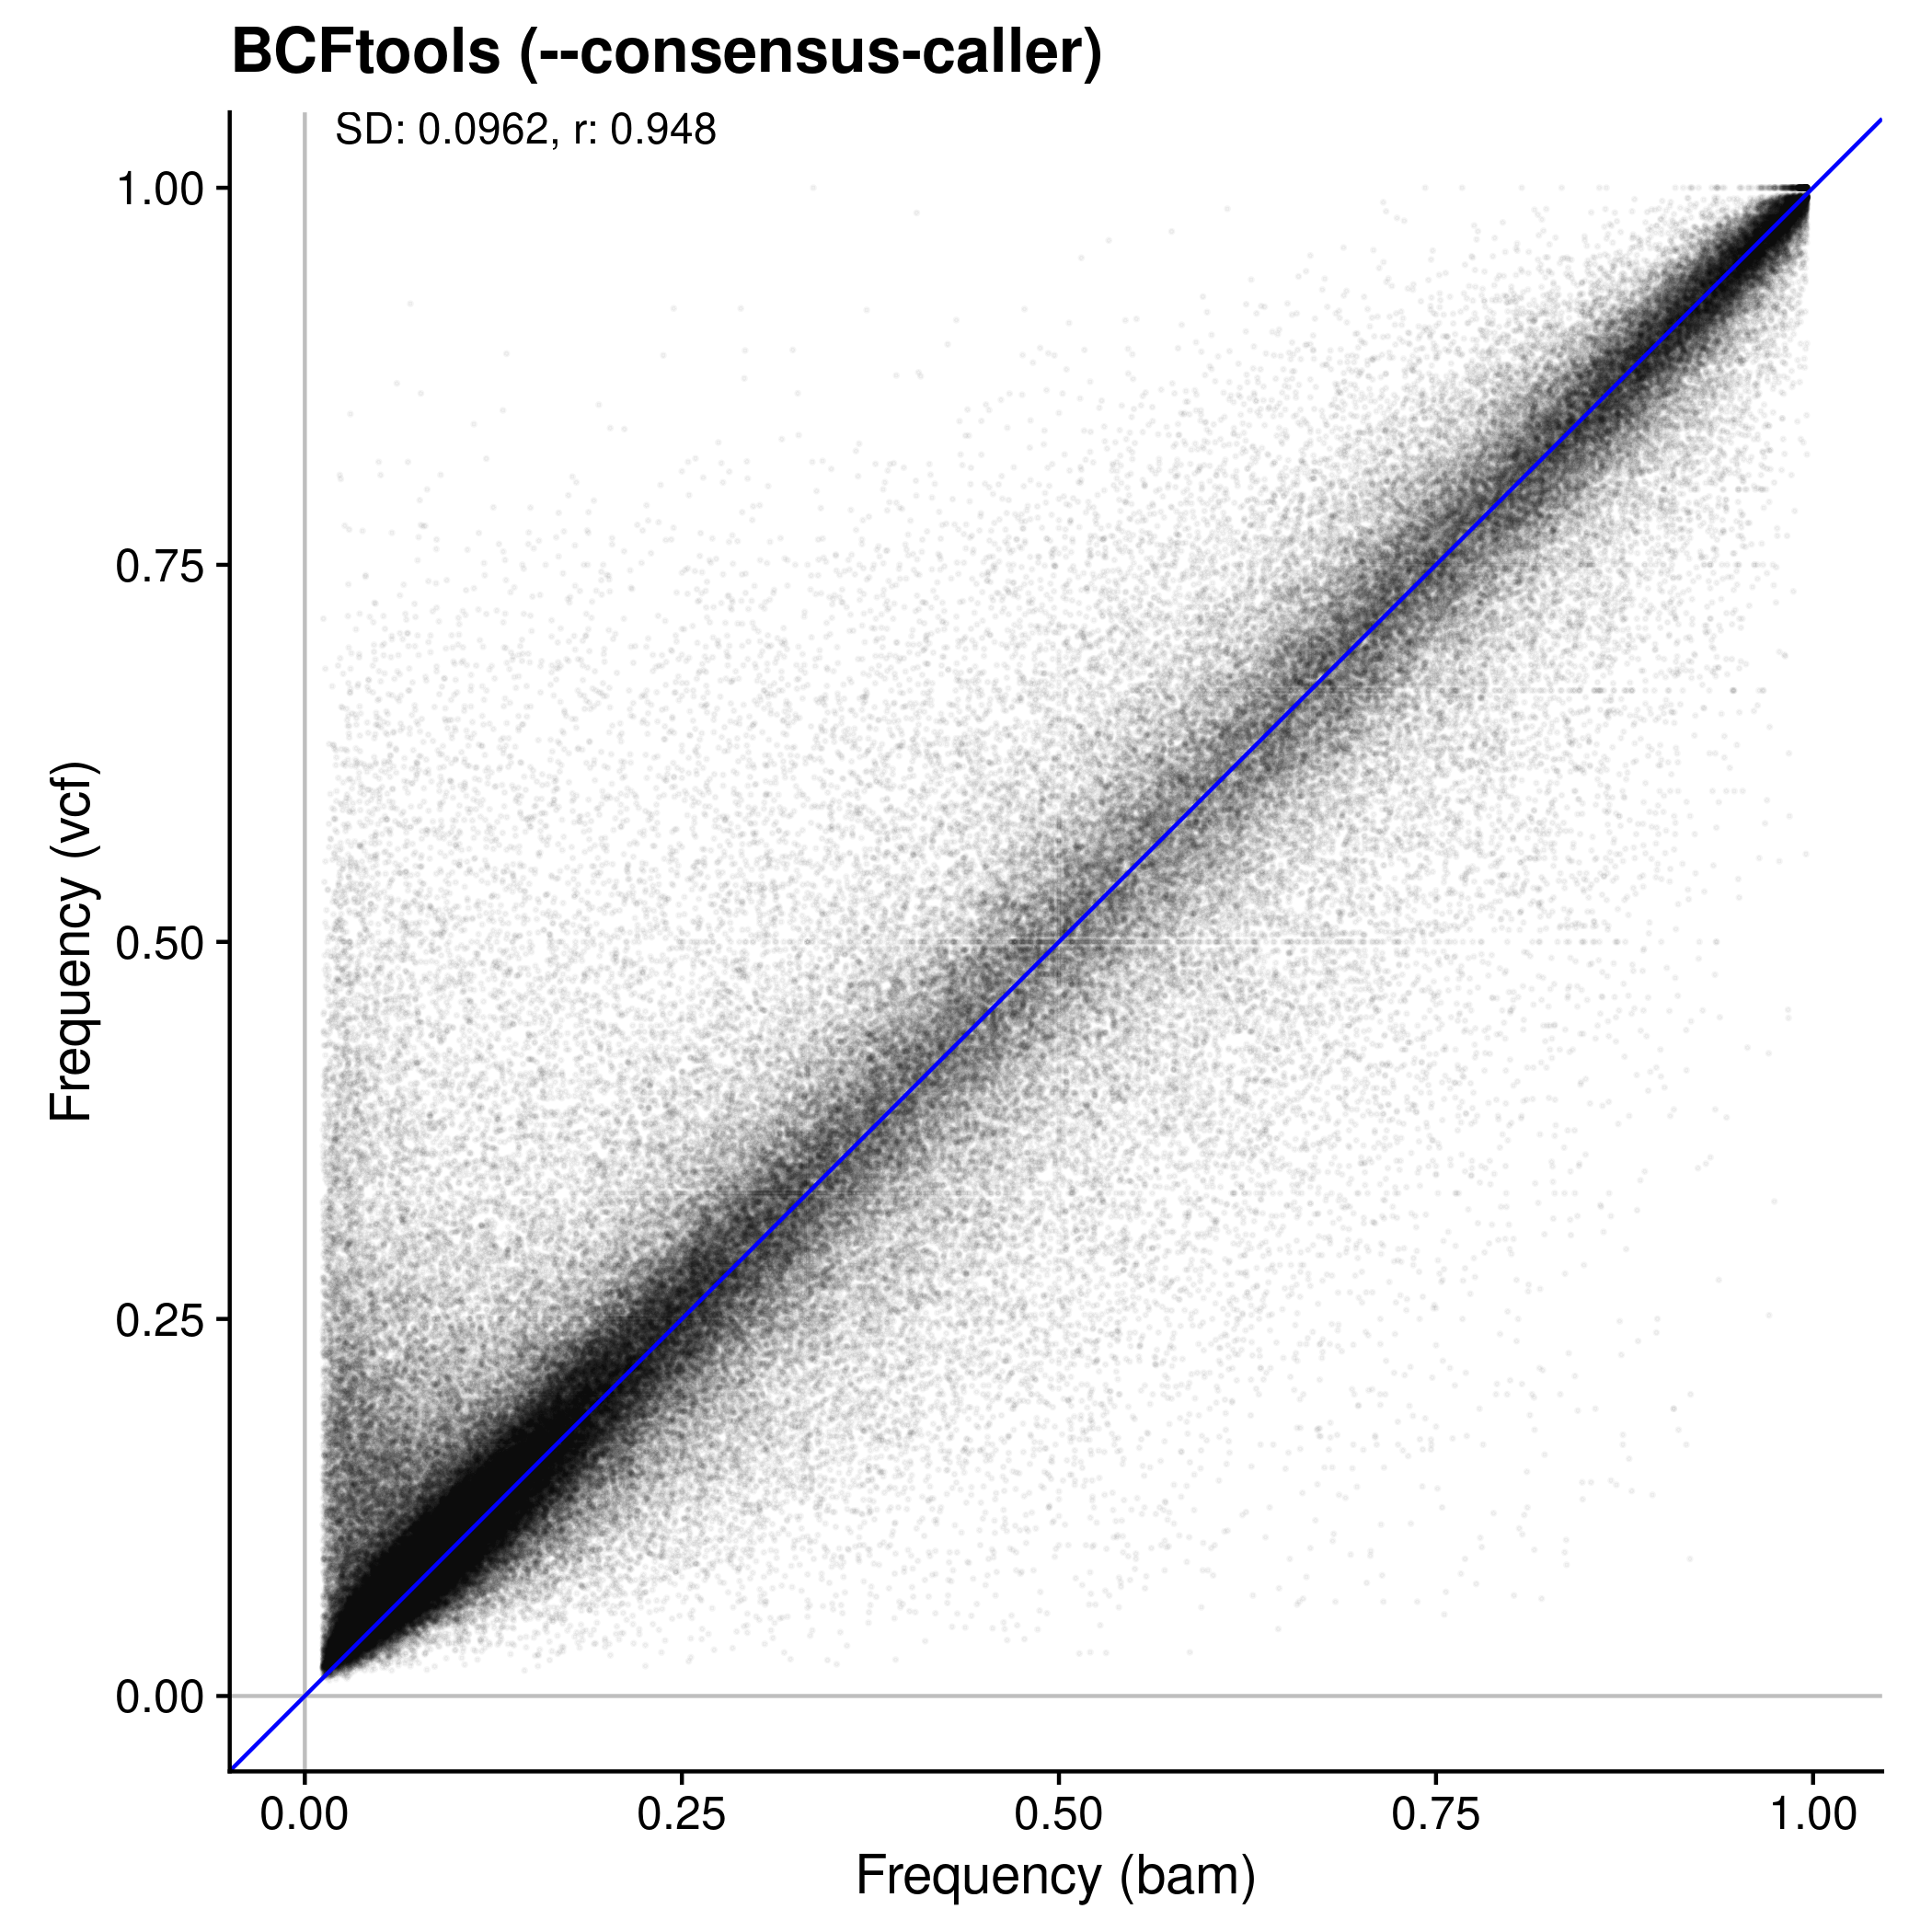 BCFtools (--consensus-caller)
SD: 0.0962, r: 0.948
1.00
0.75
0.50
0.25
0.00
Frequency (vcf)
0.00 0.25 0.50 0.75 1.00
Frequency (bam)